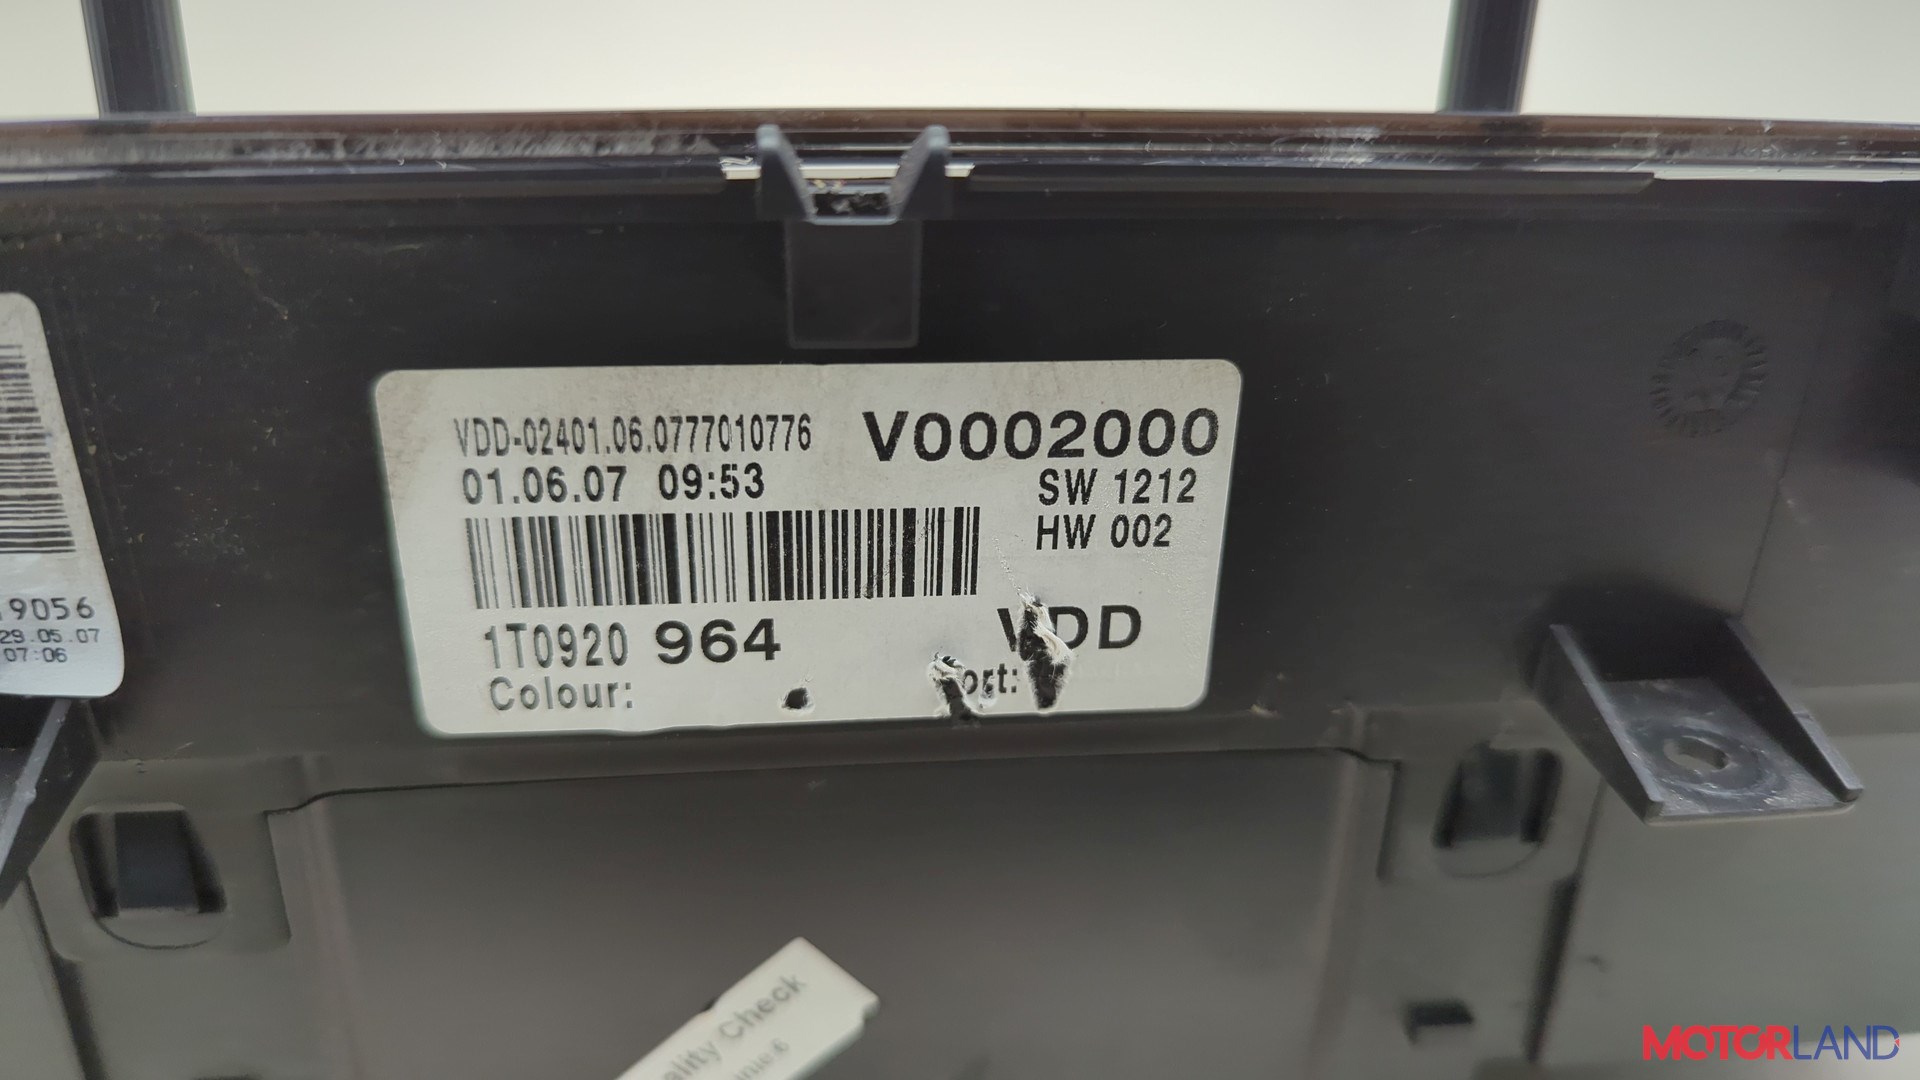 VDD-02401.06.0777010776 V0002000
01.06.07 09:53 SW 1212
HW 002
1T0920 964 VDD
Colour:
9056
29.05.07
07:06
Check
MOTORLAND